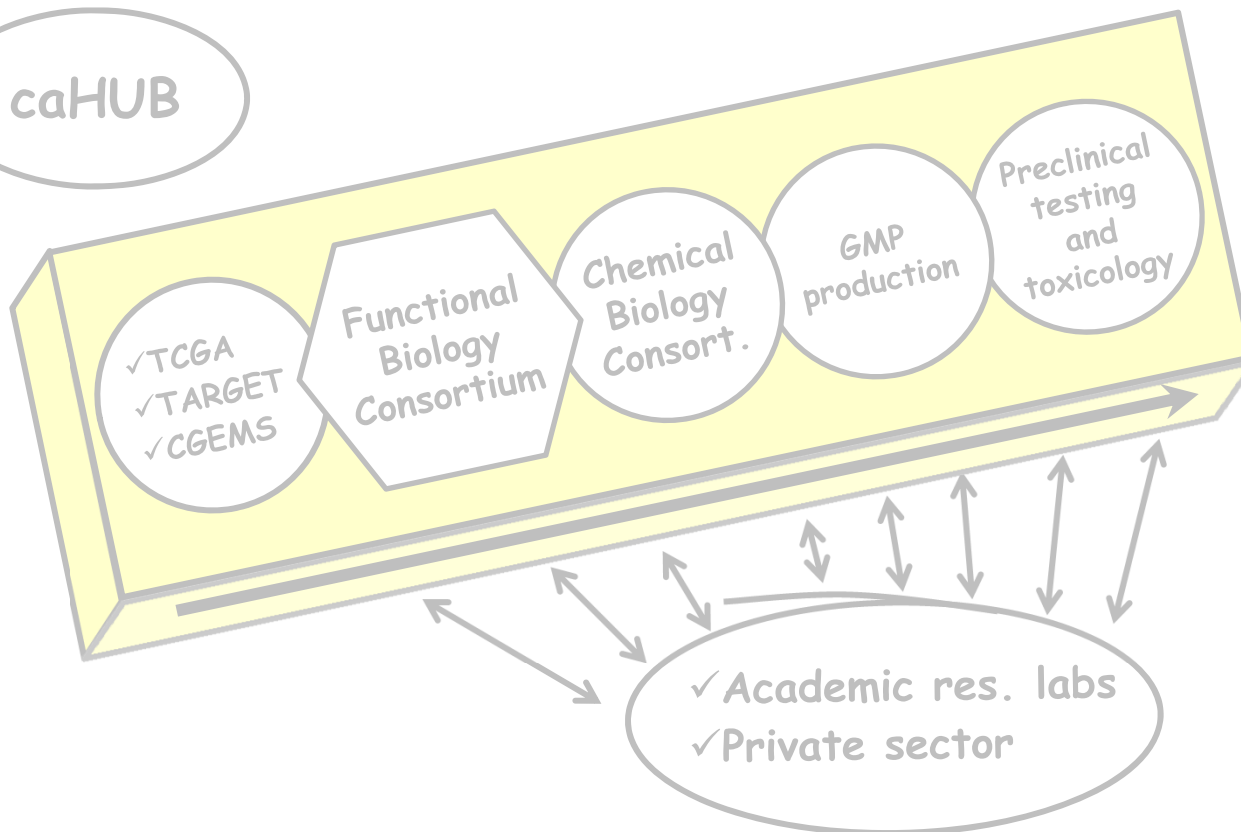 caHUB
✓TCGA
✓TARGET
✓CGEMS
Functional
Biology
Consortium
Chemical
Biology
Consort.
GMP
production
Preclinical
testing
and
toxicology
✓Academic res. labs
✓Private sector